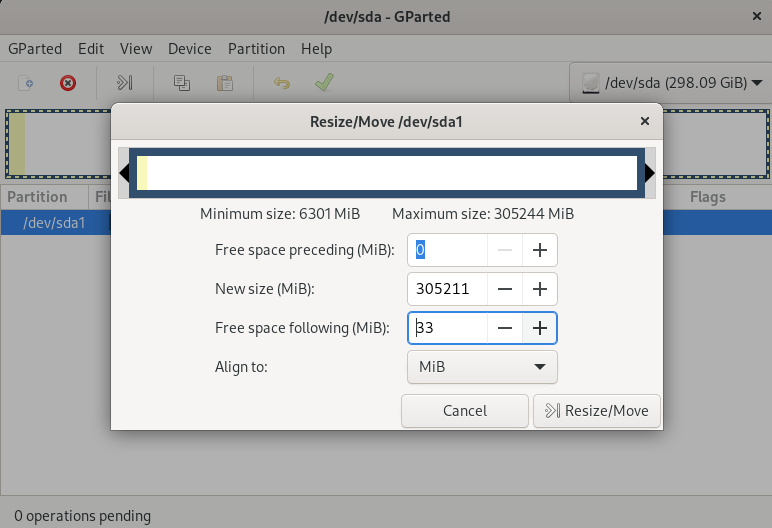 /dev/sda - GParted
GParted Edit View Device Partition Help
/dev/sda (298.09 GiB)
Resize/Move /dev/sda1
Minimum size: 6301 MiB Maximum size: 305244 MiB
Free space preceding (MiB): 0
New size (MiB): 305211
Free space following (MiB): 33
Align to: MiB
Cancel Resize/Move
Partition Fil Flags
/dev/sda1
0 operations pending